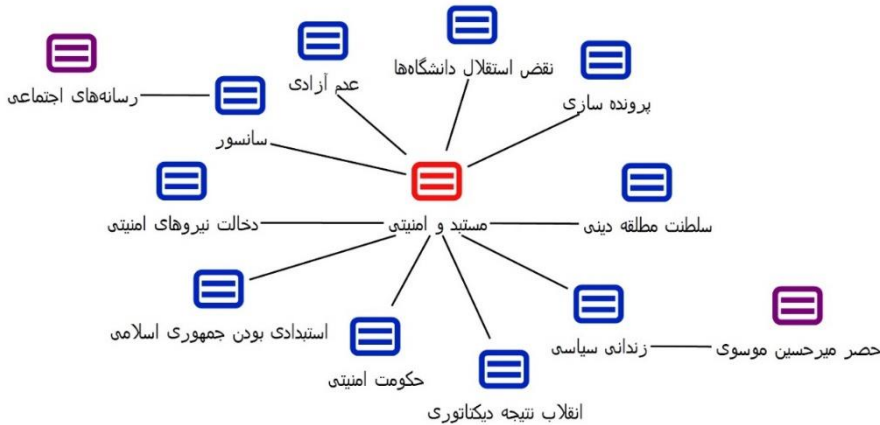 نقض استقلال دانشگاه‌ها
عدم آزادی
پرونده سازی
رسانه‌های اجتماعی
سانسور
مستبد و امنیتی
دخالت نیروهای امنیتی
سلطنت مطلقه دینی
استبدادی بودن جمهوری اسلامی
زندانی سیاسی
حصر میرحسین موسوی
حکومت امنیتی
انقلاب نتیجه دیکتاتوری